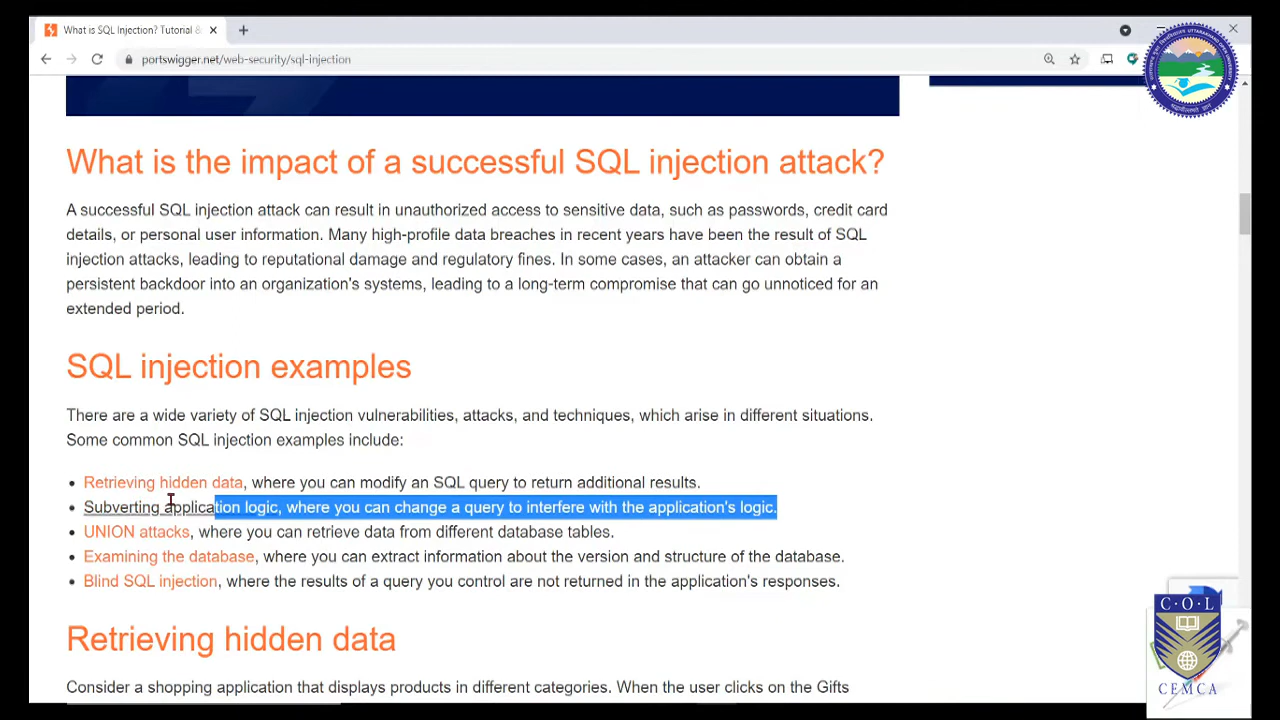 What is SQL Injection? Tutorial &
portswigger.net/web-security/sql-injection
What is the impact of a successful SQL injection attack?
A successful SQL injection attack can result in unauthorized access to sensitive data, such as passwords, credit card
details, or personal user information. Many high-profile data breaches in recent years have been the result of SQL
injection attacks, leading to reputational damage and regulatory fines. In some cases, an attacker can obtain a
persistent backdoor into an organization's systems, leading to a long-term compromise that can go unnoticed for an
extended period.
SQL injection examples
There are a wide variety of SQL injection vulnerabilities, attacks, and techniques, which arise in different situations.
Some common SQL injection examples include:
• Retrieving hidden data, where you can modify an SQL query to return additional results.
• Subverting application logic, where you can change a query to interfere with the application's logic.
• UNION attacks, where you can retrieve data from different database tables.
• Examining the database, where you can extract information about the version and structure of the database.
• Blind SQL injection, where the results of a query you control are not returned in the application's responses.
Retrieving hidden data
Consider a shopping application that displays products in different categories. When the user clicks on the Gifts
C·O·L
CEMCA